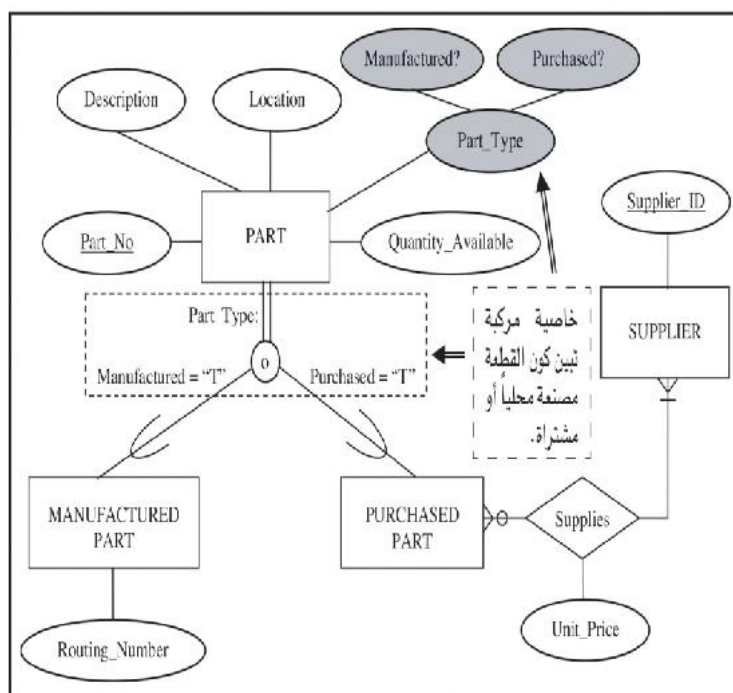 Manufactured?
Purchased?
Description
Location
Part_Type
Supplier_ID
Part_No
PART
Quantity_Available
Part Type:
خاصية مركبة
تبين كون القطعة
مصنعة محلياً أو
مشتراة.
SUPPLIER
o
Manufactured = “T”
Purchased = “T”
MANUFACTURED
PART
PURCHASED
PART
Supplies
Routing_Number
Unit_Price